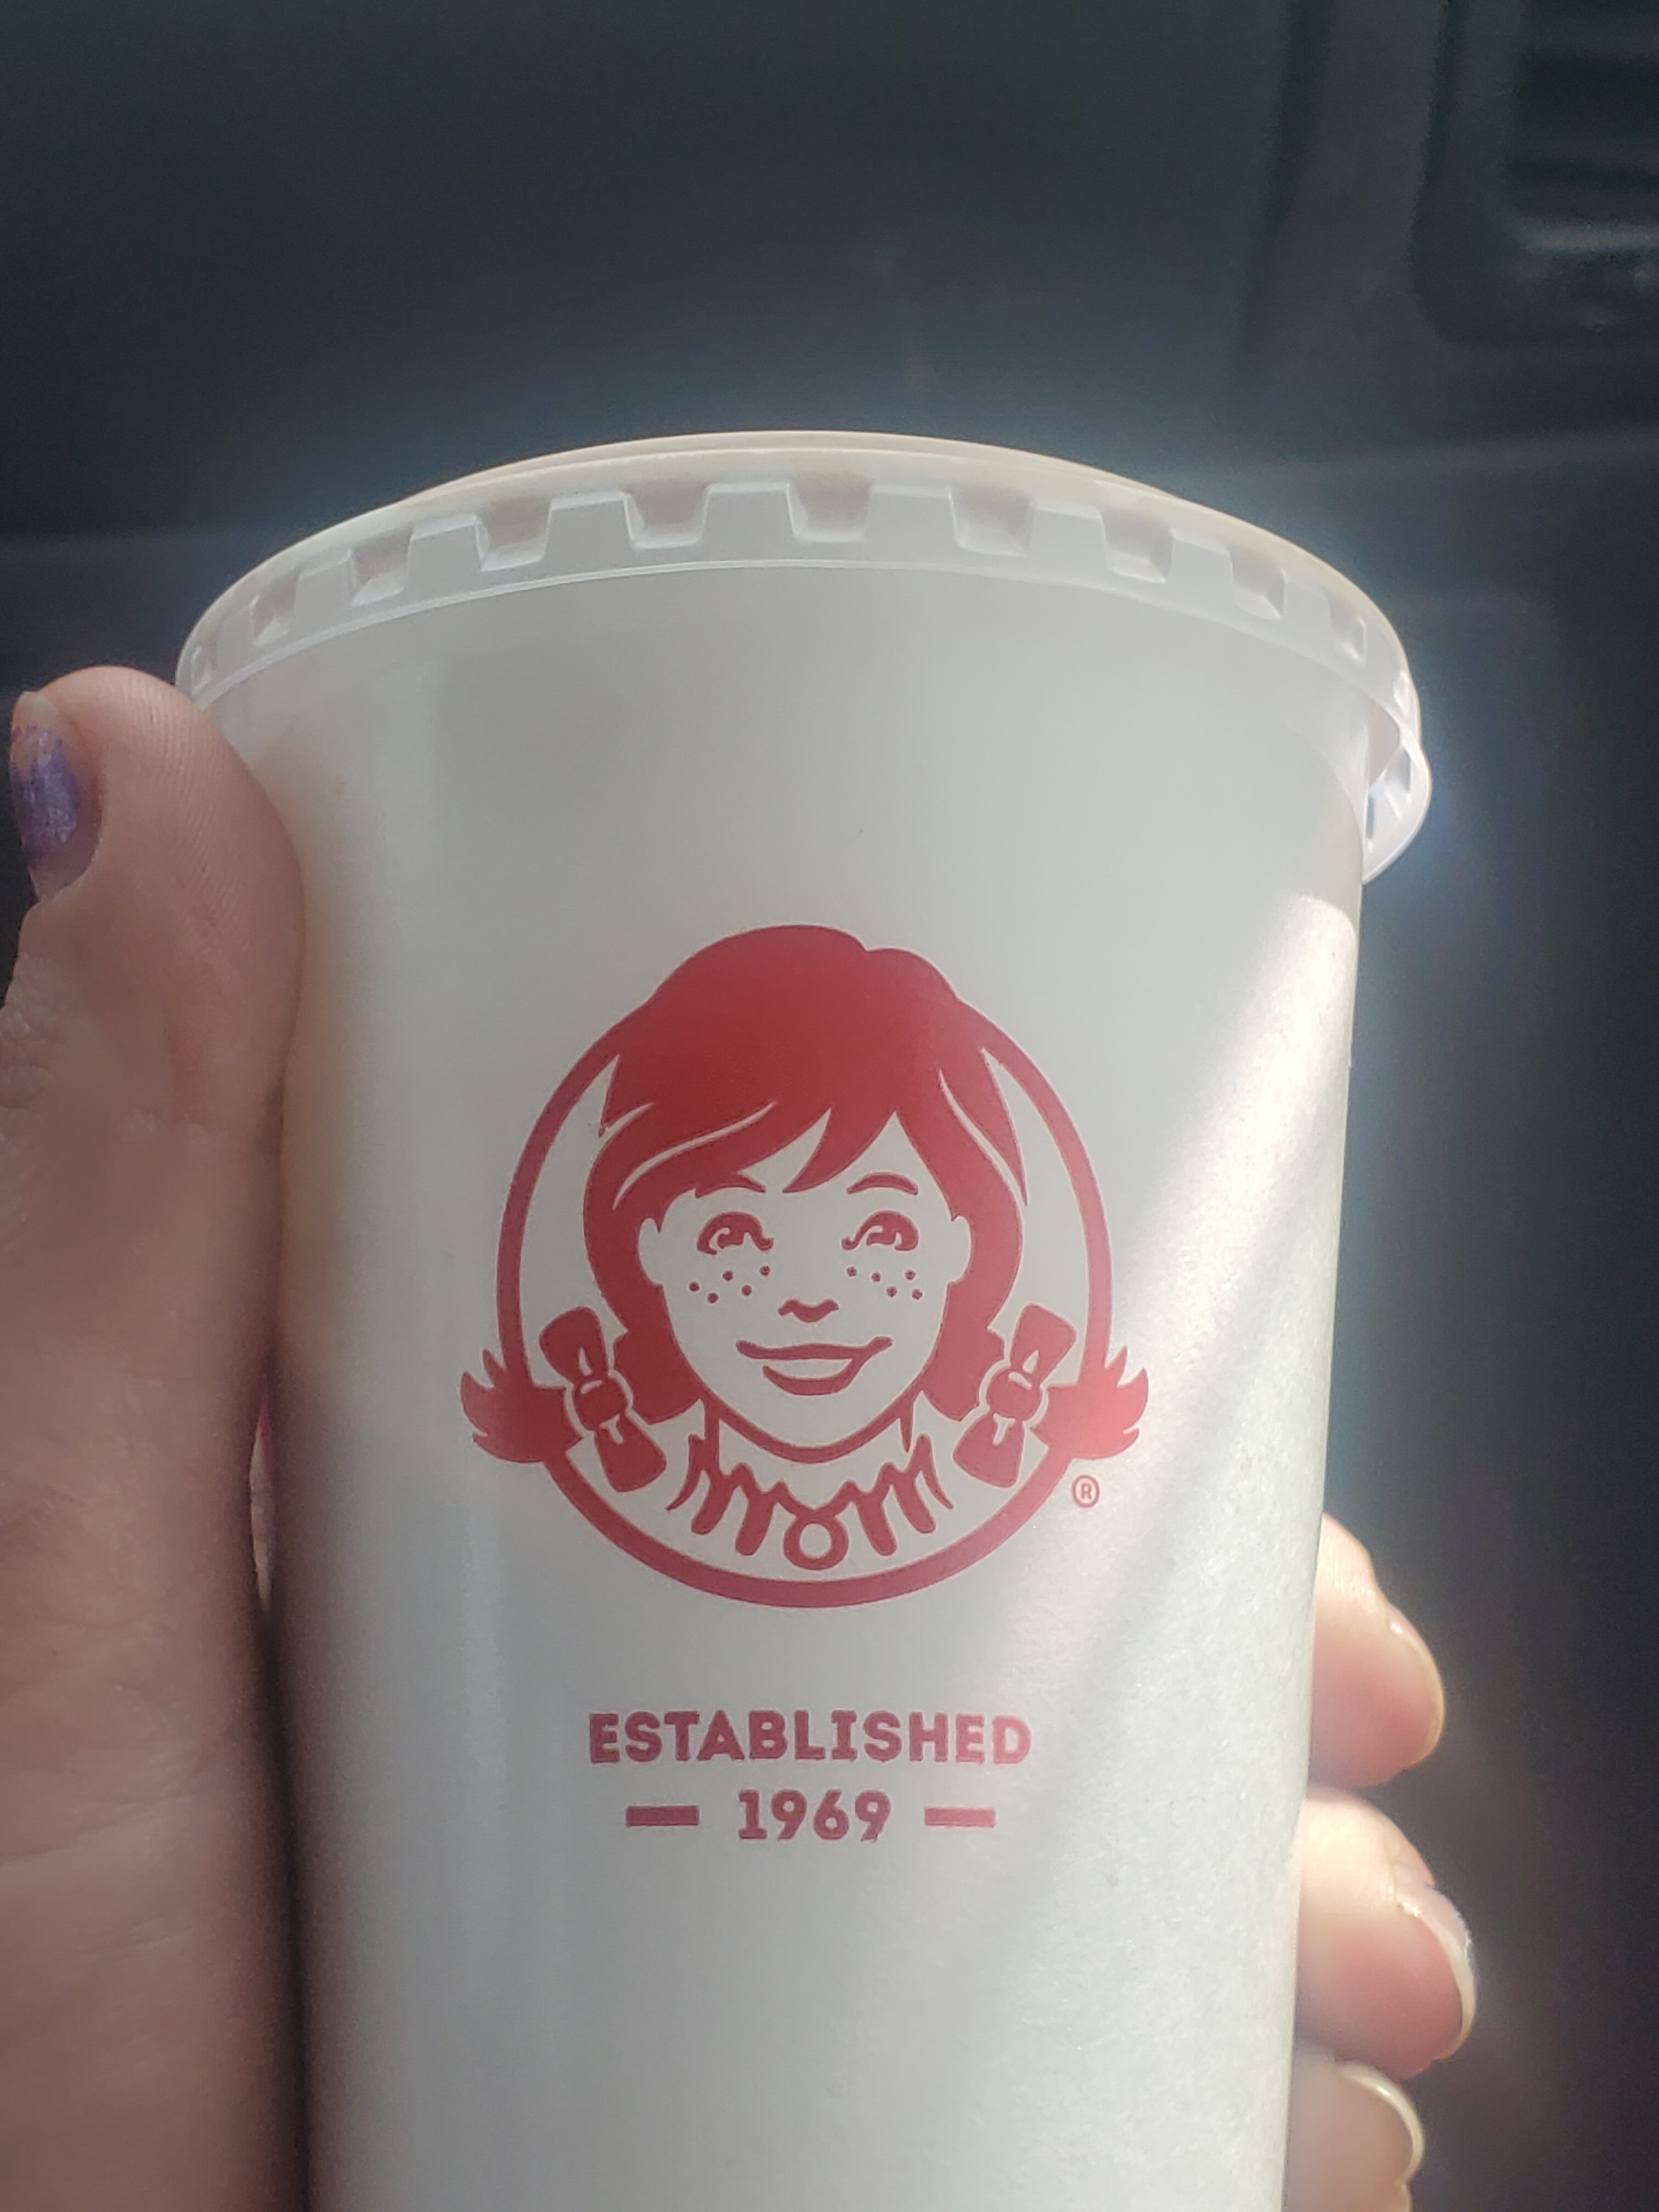 ®
ESTABLISHED
— 1969 —